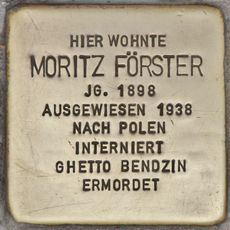 HIER WOHNTE
MORITZ FÖRSTER
JG. 1898
AUSGEWIESEN 1938
NACH POLEN
INTERNIERT
GHETTO BENDZIN
ERMORDET